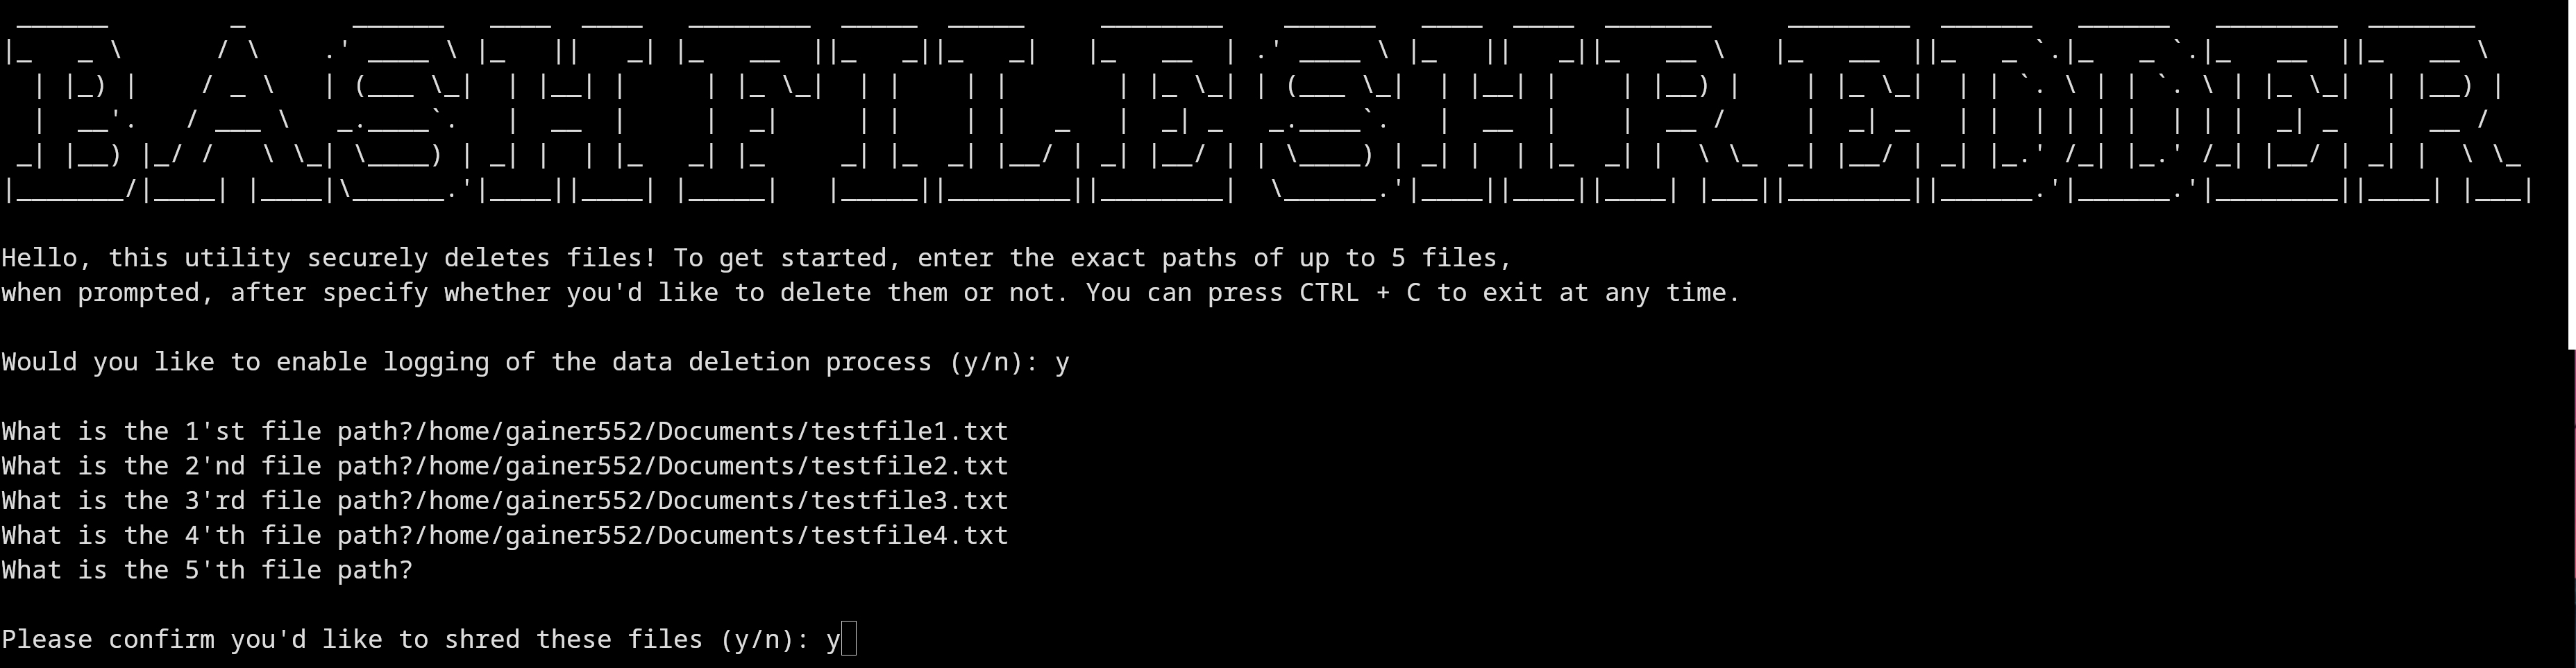 BASH FILE SHREDDER
Hello, this utility securely deletes files! To get started, enter the exact paths of up to 5 files,
when prompted, after specify whether you'd like to delete them or not. You can press CTRL + C to exit at any time.
Would you like to enable logging of the data deletion process (y/n): y
What is the 1'st file path?/home/gainer552/Documents/testfile1.txt
What is the 2'nd file path?/home/gainer552/Documents/testfile2.txt
What is the 3'rd file path?/home/gainer552/Documents/testfile3.txt
What is the 4'th file path?/home/gainer552/Documents/testfile4.txt
What is the 5'th file path?
Please confirm you'd like to shred these files (y/n): y